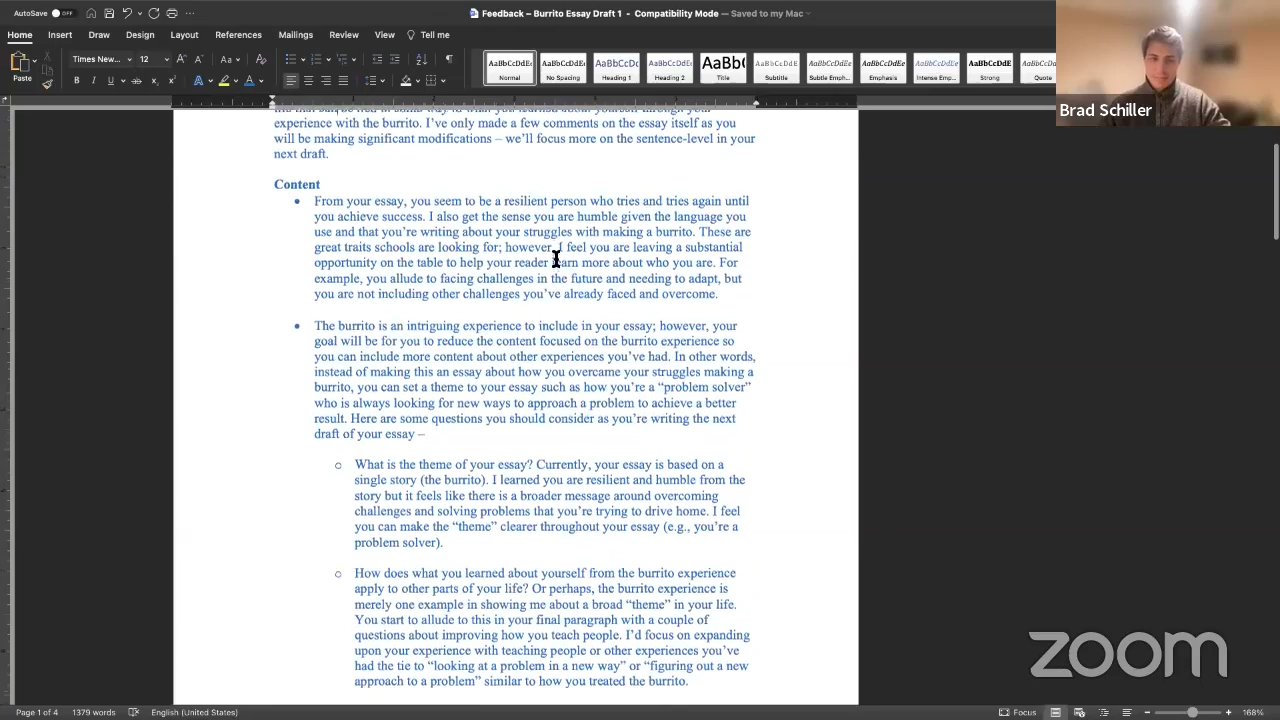 AutoSave OFF
Feedback – Burrito Essay Draft 1 - Compatibility Mode — Saved to my Mac
Home Insert Draw Design Layout References Mailings Review View Tell me
Paste
Times New... 12
AaBbCcDdEe AaBbCcDdEe AaBbCcDc AaBbCcDdEe AaBb( AaBbCcDdE AaBbCcDdEe AaBbCcDdEe AaBbCcDdEe AaBbCcDdEe AaBbCcDdEe
Normal No Spacing Heading 1 Heading 2 Title Subtitle Subtle Emph... Emphasis Intense Emp... Strong Quote
Brad Schiller
experience with the burrito. I've only made a few comments on the essay itself as you
will be making significant modifications – we'll focus more on the sentence-level in your
next draft.
Content
• From your essay, you seem to be a resilient person who tries and tries again until
you achieve success. I also get the sense you are humble given the language you
use and that you're writing about your struggles with making a burrito. These are
great traits schools are looking for; however, I feel you are leaving a substantial
opportunity on the table to help your reader learn more about who you are. For
example, you allude to facing challenges in the future and needing to adapt, but
you are not including other challenges you've already faced and overcome.
• The burrito is an intriguing experience to include in your essay; however, your
goal will be for you to reduce the content focused on the burrito experience so
you can include more content about other experiences you've had. In other words,
instead of making this an essay about how you overcame your struggles making a
burrito, you can set a theme to your essay such as how you're a “problem solver”
who is always looking for new ways to approach a problem to achieve a better
result. Here are some questions you should consider as you're writing the next
draft of your essay –
○ What is the theme of your essay? Currently, your essay is based on a
single story (the burrito). I learned you are resilient and humble from the
story but it feels like there is a broader message around overcoming
challenges and solving problems that you're trying to drive home. I feel
you can make the “theme” clearer throughout your essay (e.g., you're a
problem solver).
○ How does what you learned about yourself from the burrito experience
apply to other parts of your life? Or perhaps, the burrito experience is
merely one example in showing me about a broad “theme” in your life.
You start to allude to this in your final paragraph with a couple of
questions about improving how you teach people. I'd focus on expanding
upon your experience with teaching people or other experiences you've
had the tie to “looking at a problem in a new way” or “figuring out a new
approach to a problem” similar to how you treated the burrito.
zoom
Page 1 of 4 1379 words English (United States) Focus 168%